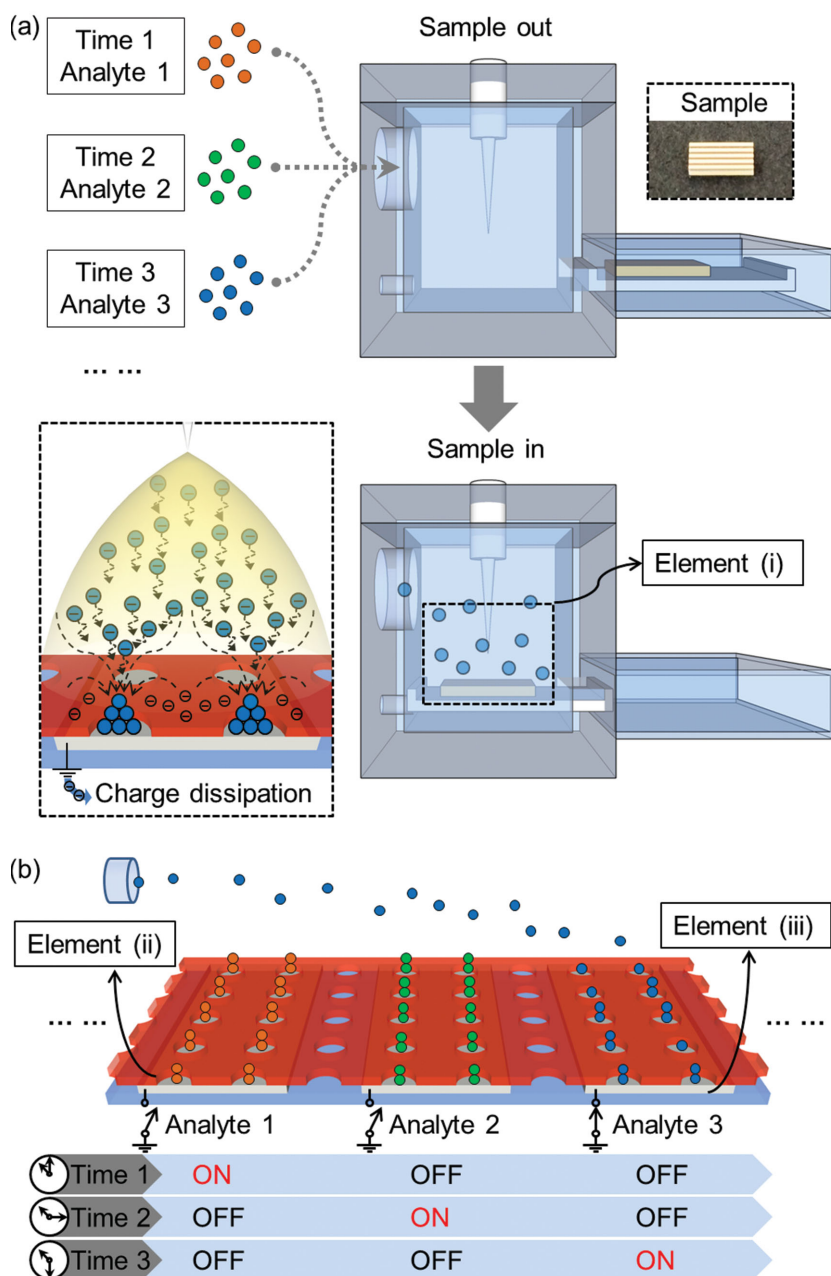 (a)
Time 1
Analyte 1
Sample out
Sample
Time 2
Analyte 2
Time 3
Analyte 3
... ...
Sample in
Element (i)
Charge dissipation
(b)
Element (ii)
Element (iii)
... ...
... ...
Analyte 1
Analyte 2
Analyte 3
Time 1
ON
OFF
OFF
Time 2
OFF
ON
OFF
Time 3
OFF
OFF
ON